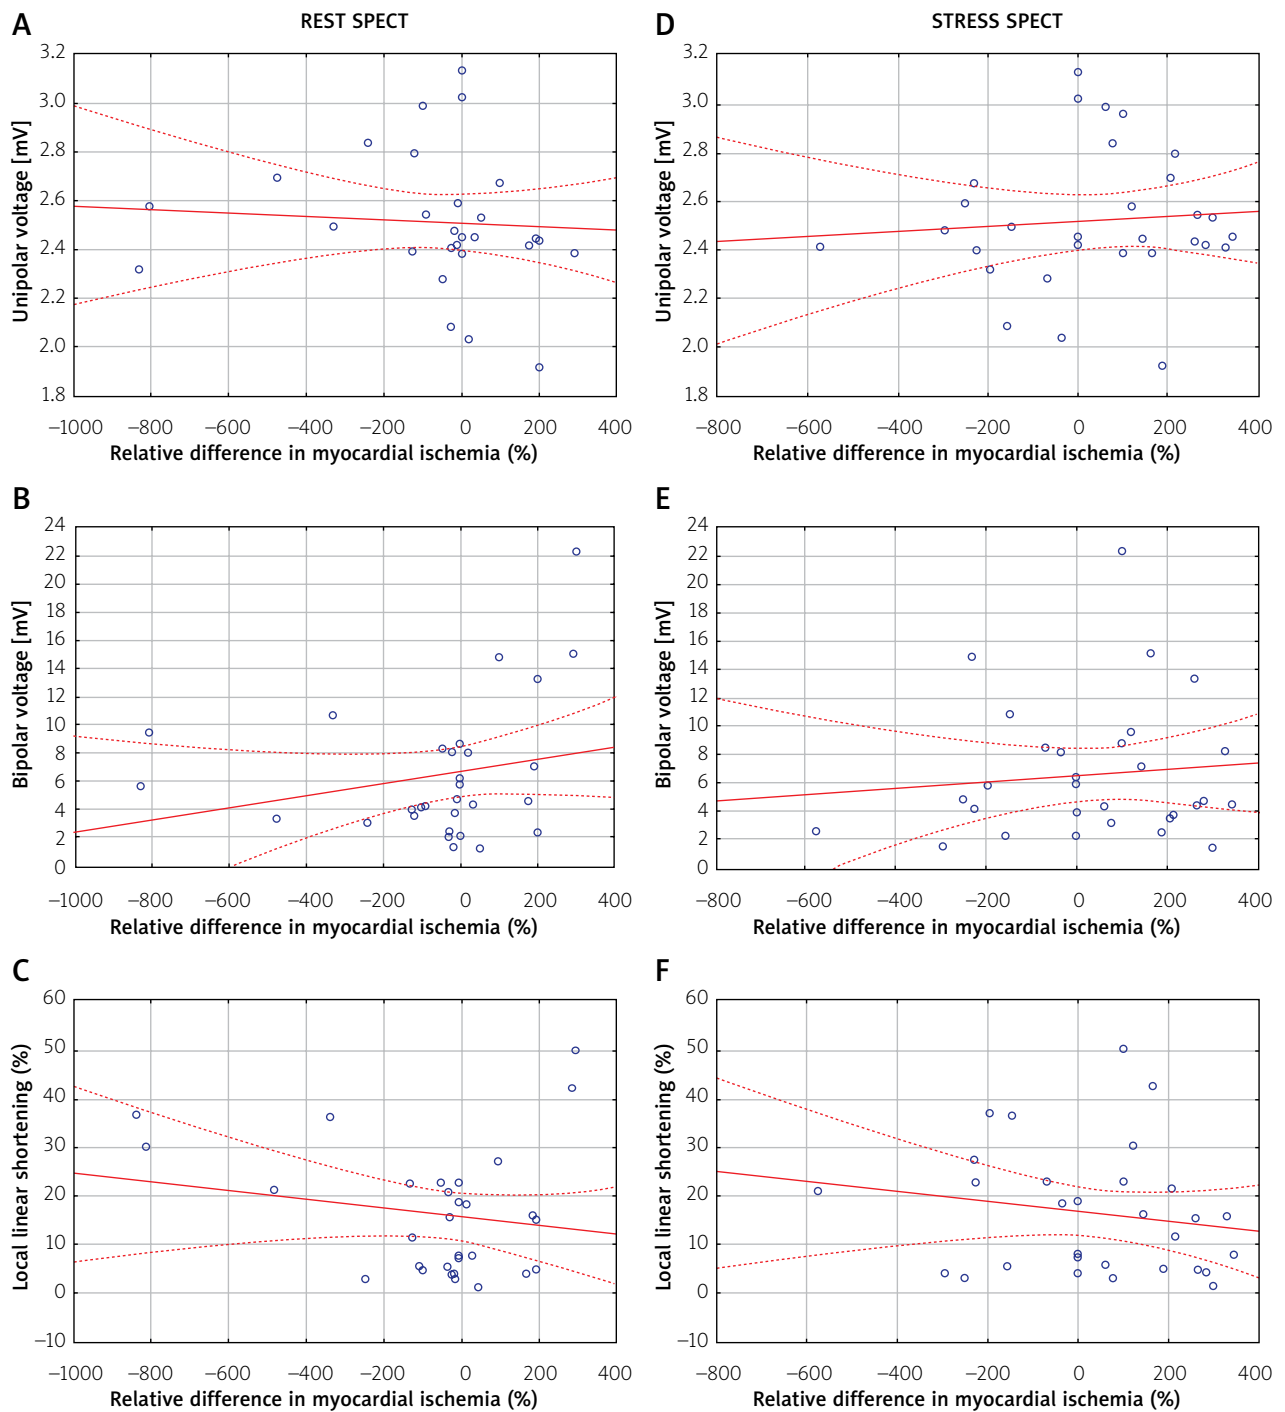 A
REST SPECT
Unipolar voltage [mV]
3.2
3.0
2.8
2.6
2.4
2.2
2.0
1.8
–1000 –800 –600 –400 –200 0 200 400
Relative difference in myocardial ischemia (%)
D
STRESS SPECT
Unipolar voltage [mV]
3.2
3.0
2.8
2.6
2.4
2.2
2.0
1.8
–800 –600 –400 –200 0 200 400
Relative difference in myocardial ischemia (%)
B
Bipolar voltage [mV]
24
22
20
18
16
14
12
10
8
6
4
2
0
–1000 –800 –600 –400 –200 0 200 400
Relative difference in myocardial ischemia (%)
E
Bipolar voltage [mV]
24
22
20
18
16
14
12
10
8
6
4
2
0
–800 –600 –400 –200 0 200 400
Relative difference in myocardial ischemia (%)
C
Local linear shortening (%)
60
50
40
30
20
10
0
–10
–1000 –800 –600 –400 –200 0 200 400
Relative difference in myocardial ischemia (%)
F
Local linear shortening (%)
60
50
40
30
20
10
0
–10
–800 –600 –400 –200 0 200 400
Relative difference in myocardial ischemia (%)